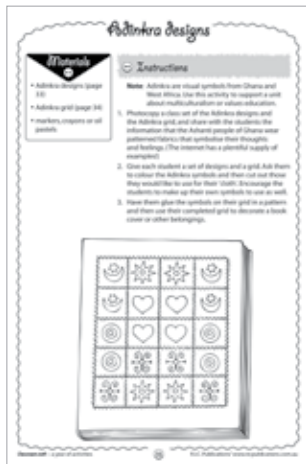 Adinkra designs
Materials
• Adinkra designs (page 33)
• Adinkra grid (page 34)
• markers, crayons or oil pastels
Instructions
Note: Adinkra are visual symbols from Ghana and
West Africa. Use this activity to support a unit
about multiculturalism or values education.
1. Photocopy a class set of the Adinkra designs and
the Adinkra grid, and share with the students the
information that the Ashanti people of Ghana wear
patterned fabrics that symbolise their thoughts
and feelings. (The internet has a plentiful supply of
examples!)
2. Give each student a set of designs and a grid. Ask them
to colour the Adinkra symbols and then cut out those
they would like to use for their 'cloth'. Encourage the
students to make up their own symbols to use as well.
3. Have them glue the symbols on their grid in a pattern
and then use their completed grid to decorate a book
cover or other belongings.